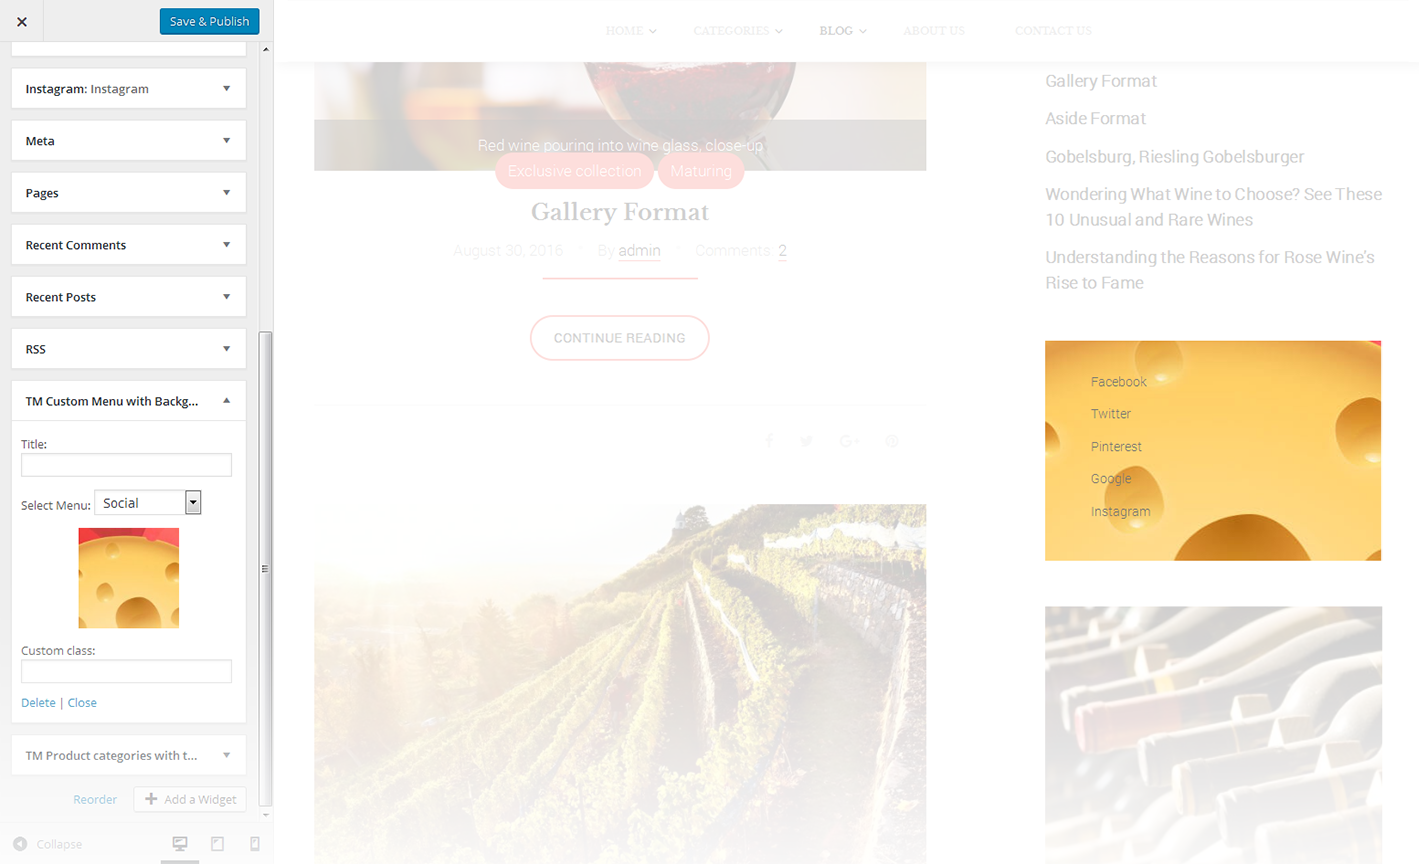 Save & Publish
Instagram: Instagram
Meta
Pages
Recent Comments
Recent Posts
RSS
TM Custom Menu with Backg...
Title:
Select Menu: Social
Custom class:
Delete | Close
TM Product categories with t...
Reorder
Add a Widget
Collapse
HOME CATEGORIES BLOG ABOUT US CONTACT US
Red wine pouring into wine glass, close-up
Exclusive collection Maturing
Gallery Format
August 30, 2016 By admin Comments 2
CONTINUE READING
Gallery Format
Aside Format
Gobelsburg, Riesling Gobelsburger
Wondering What Wine to Choose? See These
10 Unusual and Rare Wines
Understanding the Reasons for Rose Wine's
Rise to Fame
Facebook
Twitter
Pinterest
Google
Instagram